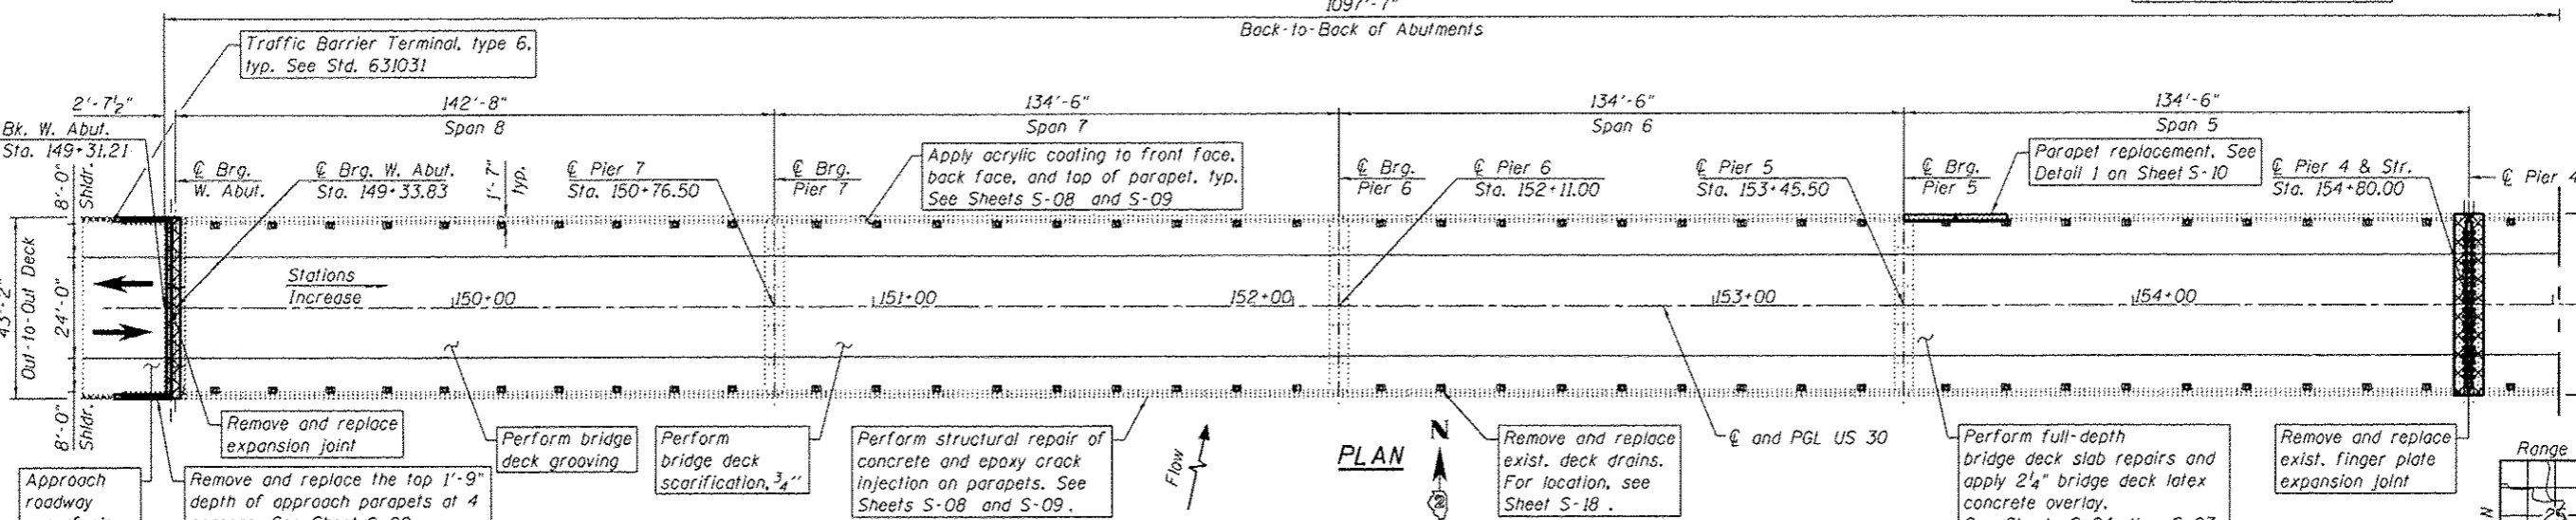 1097'-7"
Back-to-Back of Abutments
Traffic Barrier Terminal, type 6,
typ. See Std. 631031
2'-7½"
142'-8"
134'-6"
134'-6"
134'-6"
Span 8
Span 7
Span 6
Span 5
Bk. W. Abut.
Sta. 149+31.21
8'-0"
Shldr.
℄ Brg.
W. Abut.
℄ Brg. W. Abut.
Sta. 149+33.83
1'-7"
typ.
℄ Pier 7
Sta. 150+76.50
℄ Brg.
Pier 7
Apply acrylic coating to front face,
back face, and top of parapet, typ.
See Sheets S-08 and S-09
℄ Brg.
Pier 6
℄ Pier 6
Sta. 152+11.00
℄ Pier 5
Sta. 153+45.50
℄ Brg.
Pier 5
Parapet replacement. See
Detail 1 on Sheet S-10
℄ Pier 4 & Str.
Sta. 154+80.00
℄ Pier 4
43'-2"
Out-to-Out Deck
24'-0"
Stations
Increase
150+00
151+00
152+00
153+00
154+00
8'-0"
Shldr.
Approach
roadway
Remove and replace
expansion joint
Remove and replace the top 1'-9"
depth of approach parapets at 4
Perform bridge
deck grooving
Perform
bridge deck
scarification, ¾"
Perform structural repair of
concrete and epoxy crack
injection on parapets. See
Sheets S-08 and S-09.
Flow
PLAN
N
2
Remove and replace
exist. deck drains.
For location, see
Sheet S-18 .
℄ and PGL US 30
Perform full-depth
bridge deck slab repairs and
apply 2¼" bridge deck latex
concrete overlay.
Remove and replace
exist. finger plate
expansion joint
Range
N